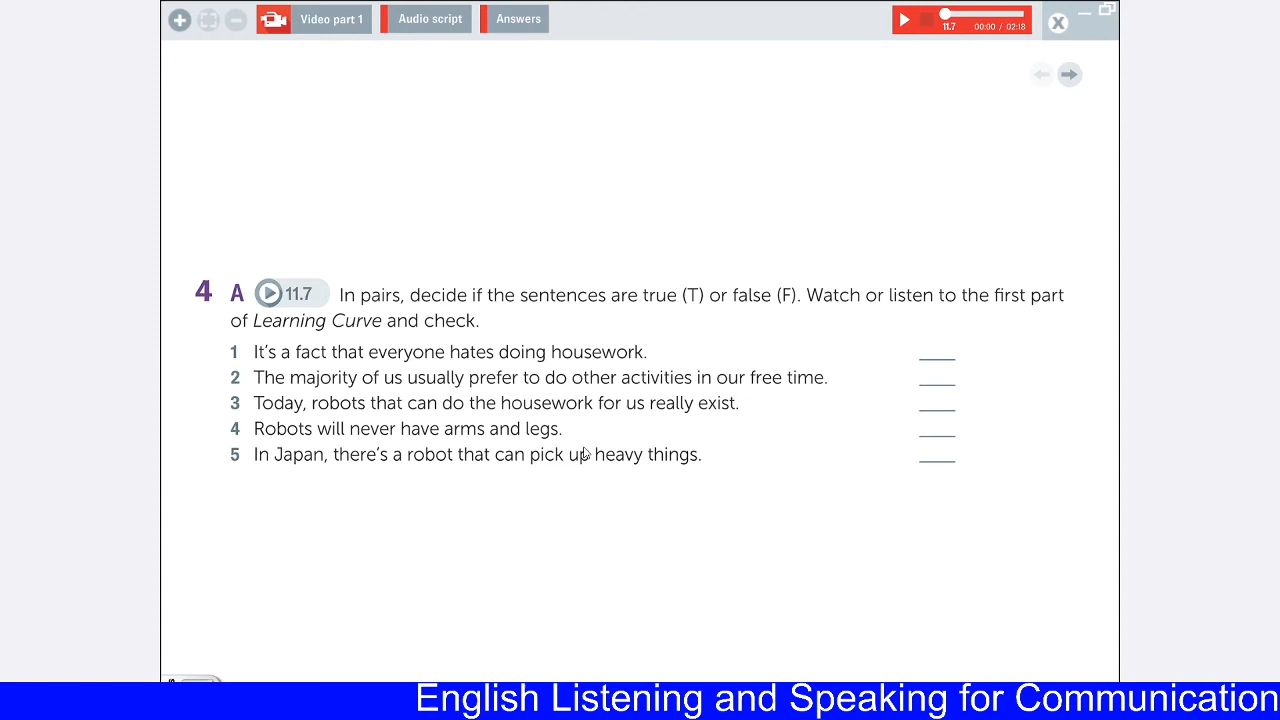 Video part 1 Audio script Answers
11.7 00:00 / 02:18
X
4 A 11.7 In pairs, decide if the sentences are true (T) or false (F). Watch or listen to the first part
of Learning Curve and check.
1 It's a fact that everyone hates doing housework. ____
2 The majority of us usually prefer to do other activities in our free time. ____
3 Today, robots that can do the housework for us really exist. ____
4 Robots will never have arms and legs. ____
5 In Japan, there's a robot that can pick up heavy things. ____
English Listening and Speaking for Communication